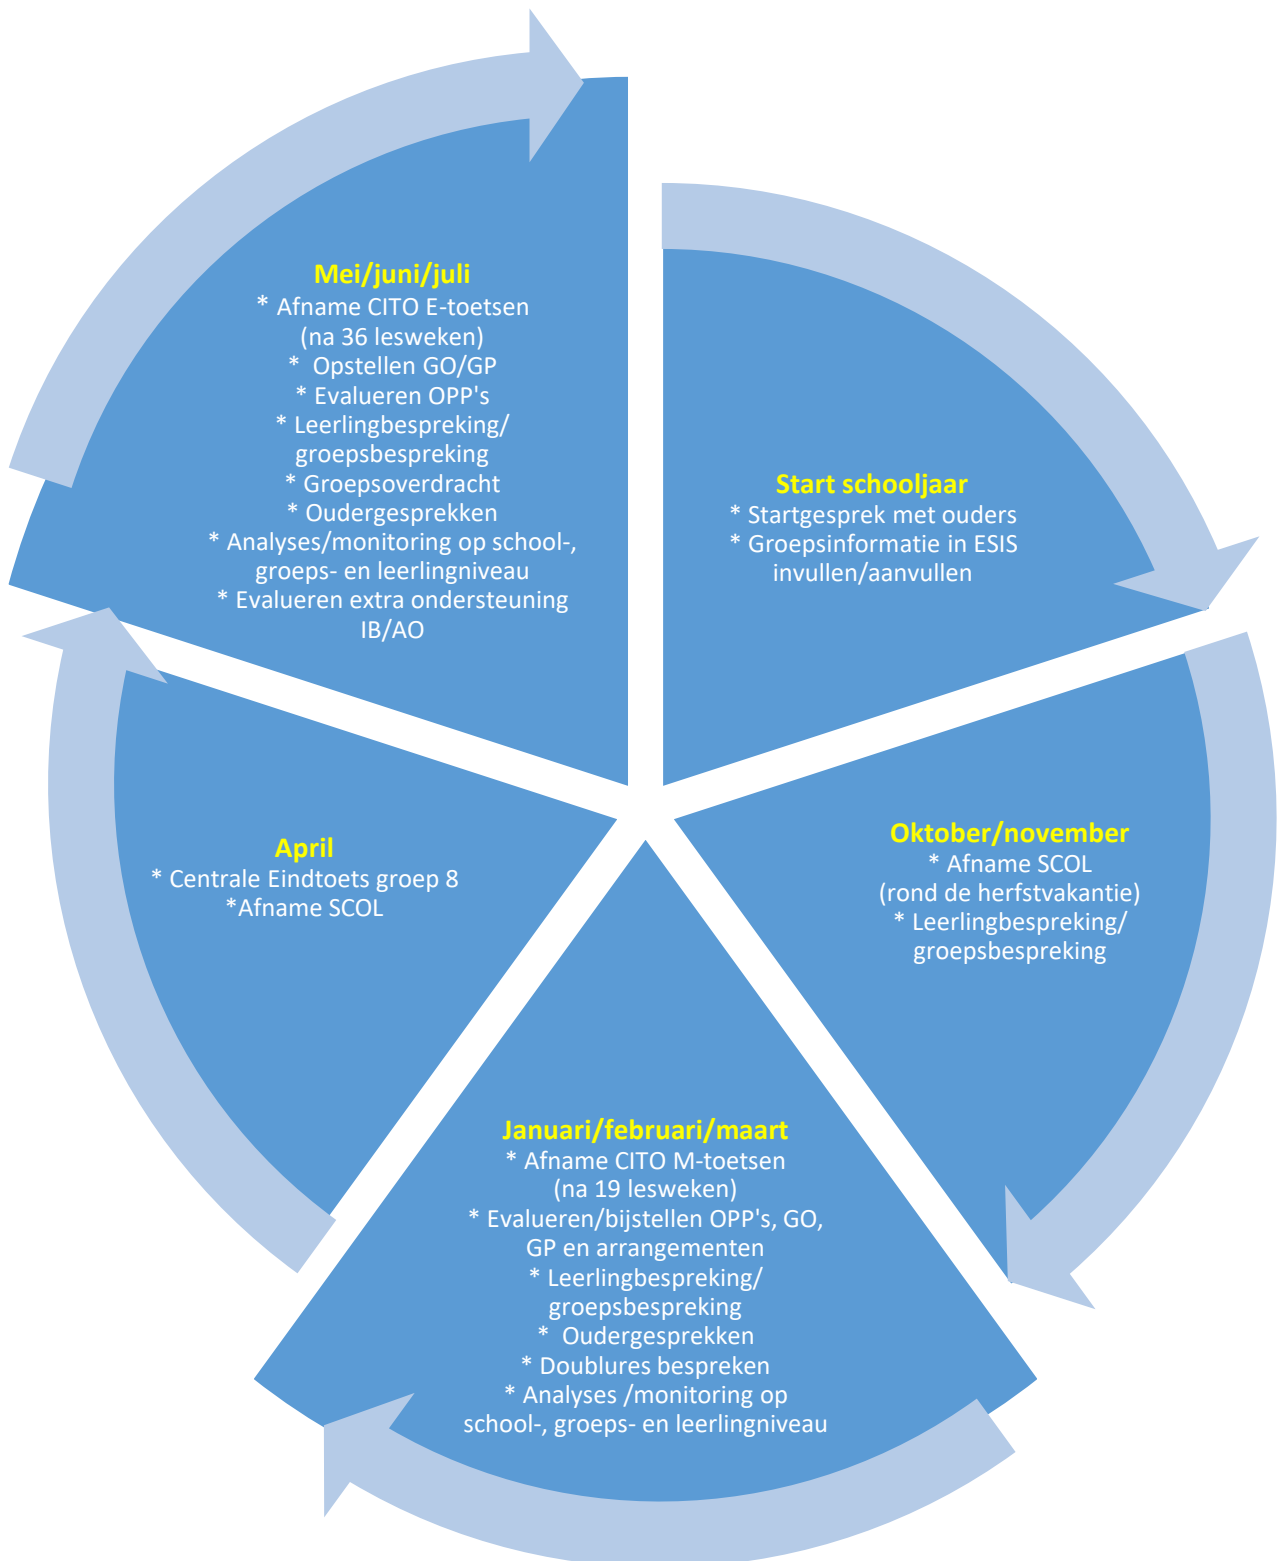 Start schooljaar
* Startgesprek met ouders
* Groepsinformatie in ESIS
invullen/aanvullen
Oktober/november
* Afname SCOL
(rond de herfstvakantie)
* Leerlingbespreking/
groepsbespreking
Januari/februari/maart
* Afname CITO M-toetsen
(na 19 lesweken)
* Evalueren/bijstellen OPP's, GO,
GP en arrangementen
* Leerlingbespreking/
groepsbespreking
* Oudergesprekken
* Doublures bespreken
* Analyses /monitoring op
school-, groeps- en leerlingniveau
April
* Centrale Eindtoets groep 8
*Afname SCOL
Mei/juni/juli
* Afname CITO E-toetsen
(na 36 lesweken)
* Opstellen GO/GP
* Evalueren OPP's
* Leerlingbespreking/
groepsbespreking
* Groepsoverdracht
* Oudergesprekken
* Analyses/monitoring op school-,
groeps- en leerlingniveau
* Evalueren extra ondersteuning
IB/AO